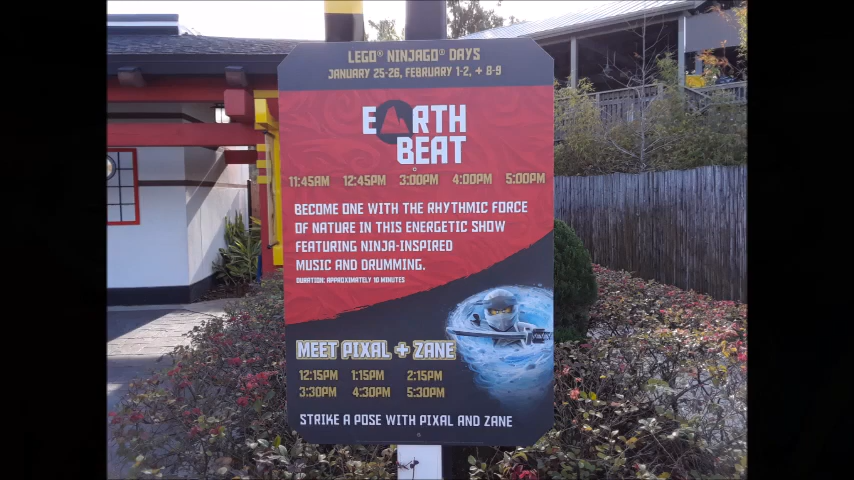 LEGO® NINJAGO® DAYS
JANUARY 25-26, FEBRUARY 1-2, + 8-9
EARTH
BEAT
11:45AM 12:45PM 3:00PM 4:00PM 5:00PM
BECOME ONE WITH THE RHYTHMIC FORCE
OF NATURE IN THIS ENERGETIC SHOW
FEATURING NINJA-INSPIRED
MUSIC AND DRUMMING.
DURATION: APPROXIMATELY 10 MINUTES
MEET PIXAL + ZANE
12:15PM 1:15PM 2:15PM
3:30PM 4:30PM 5:30PM
STRIKE A POSE WITH PIXAL AND ZANE